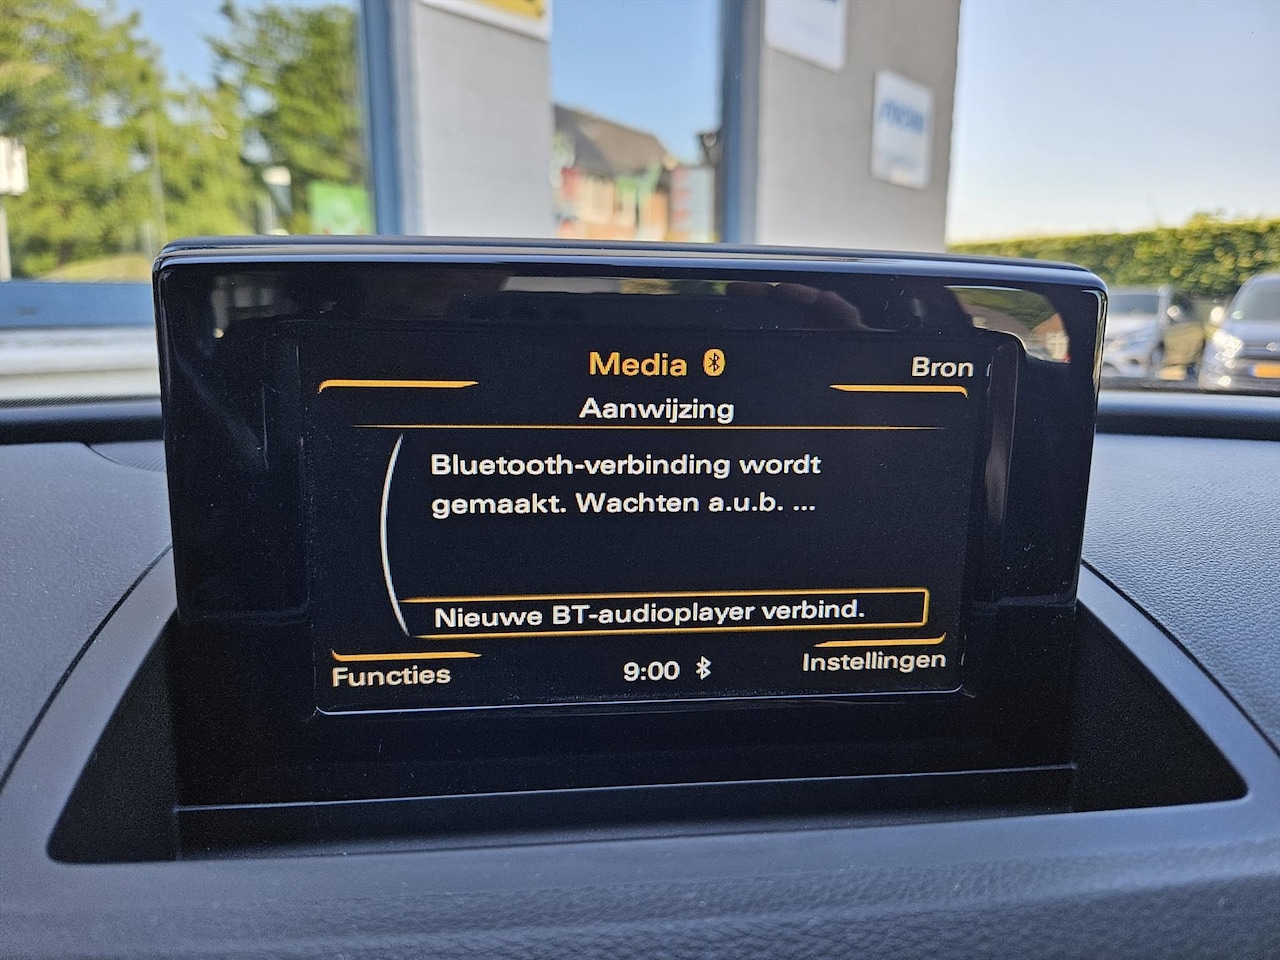 Media
Bron
Aanwijzing
Bluetooth-verbinding wordt
gemaakt. Wachten a.u.b. ...
Nieuwe BT-audioplayer verbind.
Functies
9:00
Instellingen